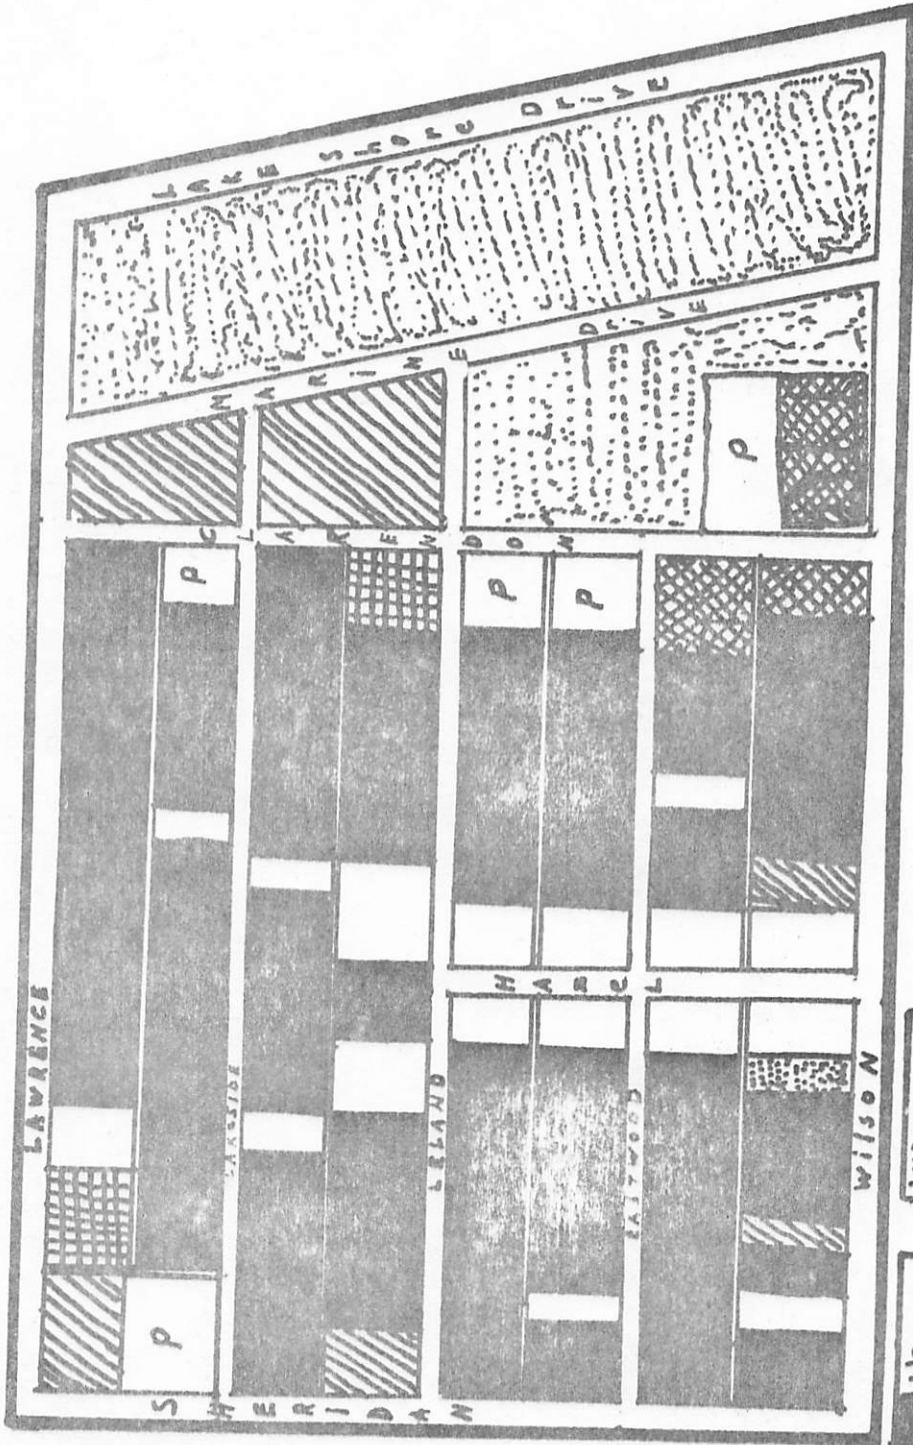 LAKE ShorE DrivE
MArinE DrivE
CLArENDON
P
P
P
P
P
LAWRENCE
LAKESIDE
LELAND
HAZEL
EASTWOOD
WilsoN
SHEriDAN